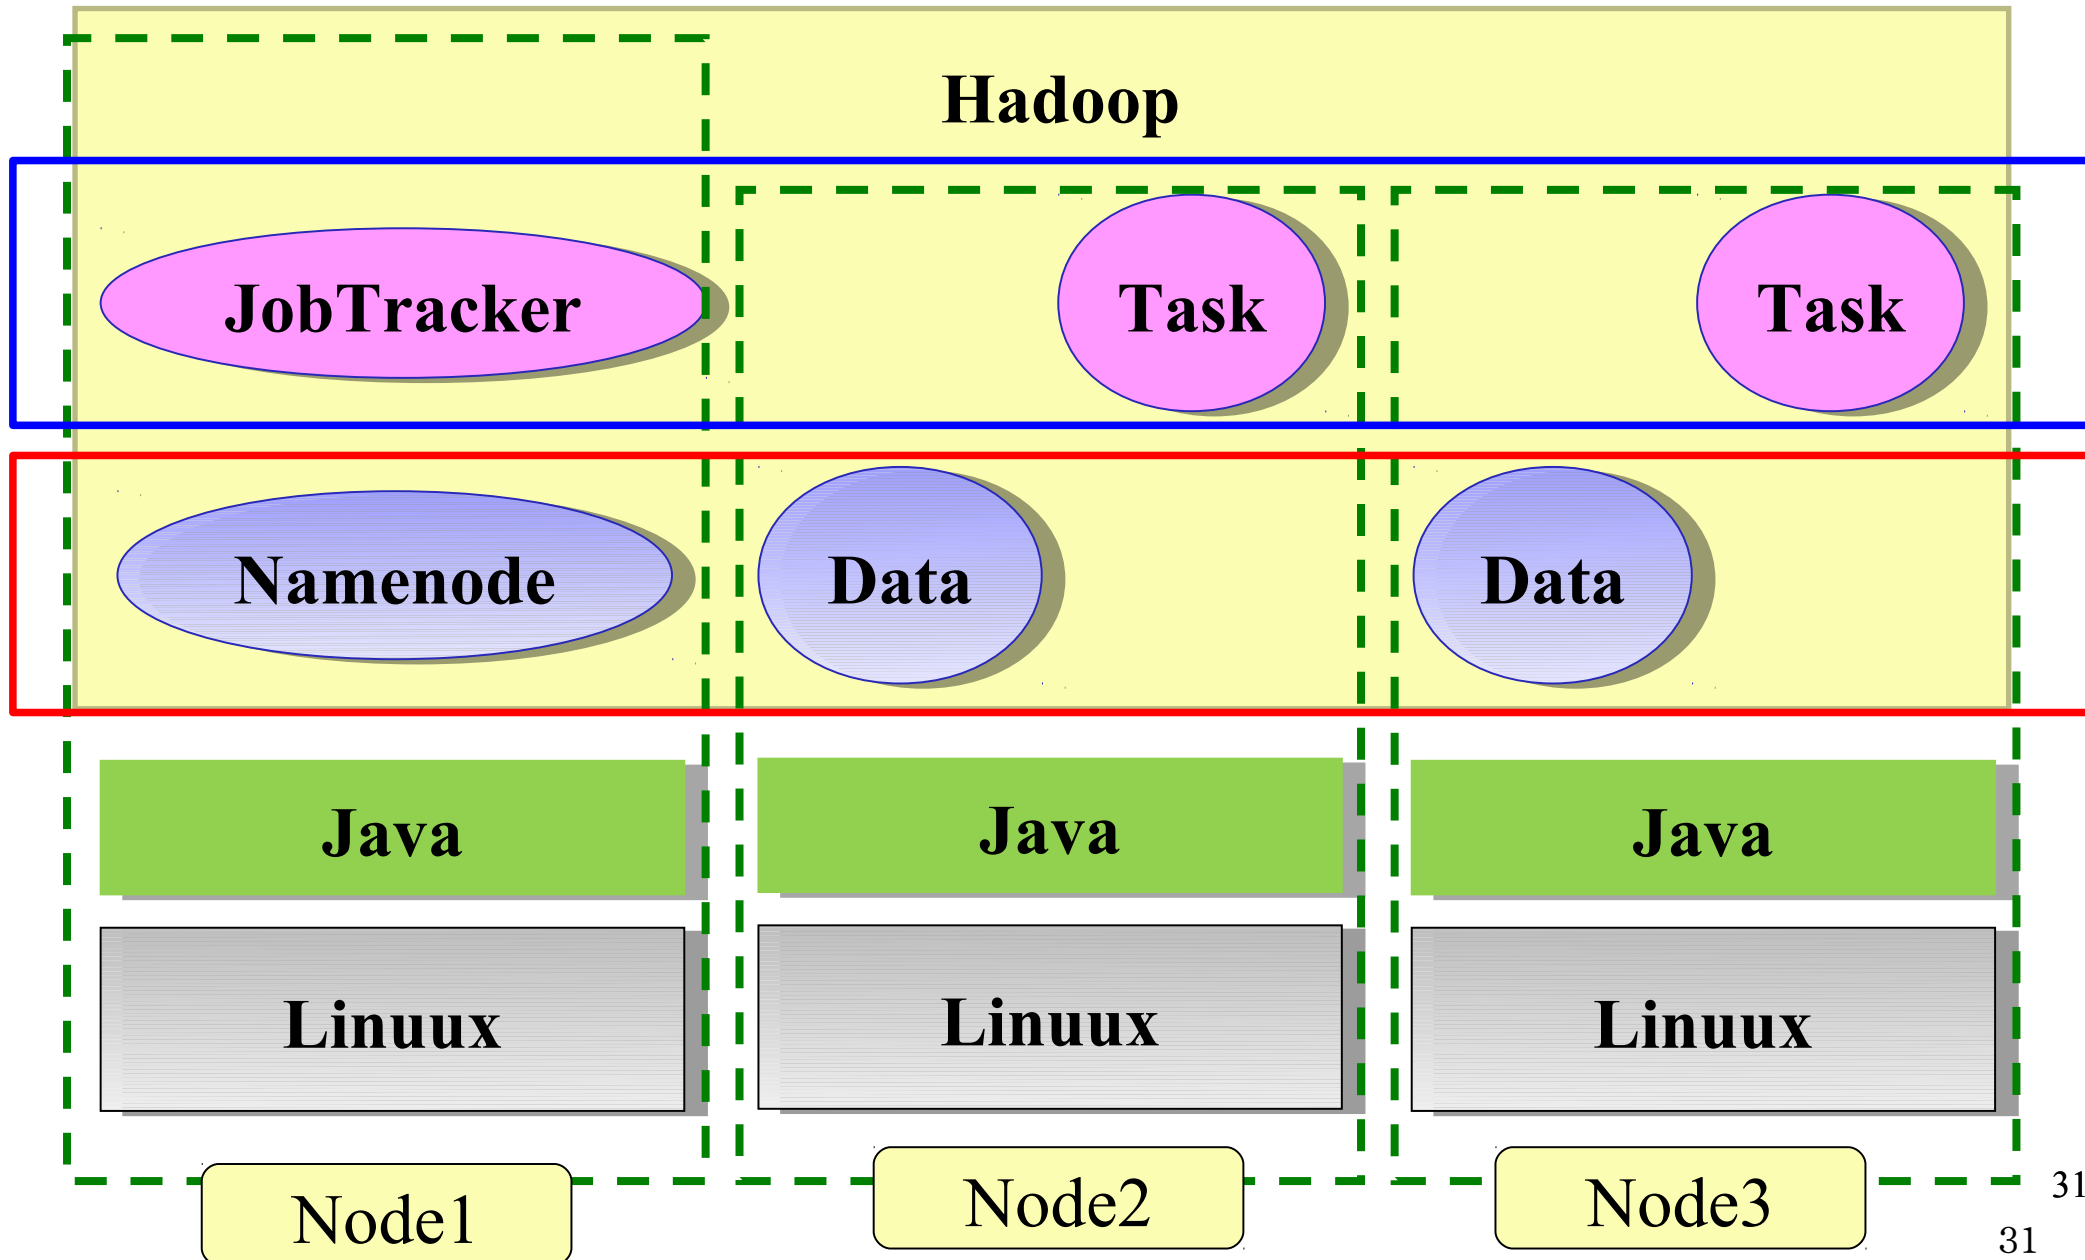 Hadoop
JobTracker
Task
Task
Namenode
Data
Data
Java
Java
Java
Linuux
Linuux
Linuux
Node1
Node2
Node3
31
31